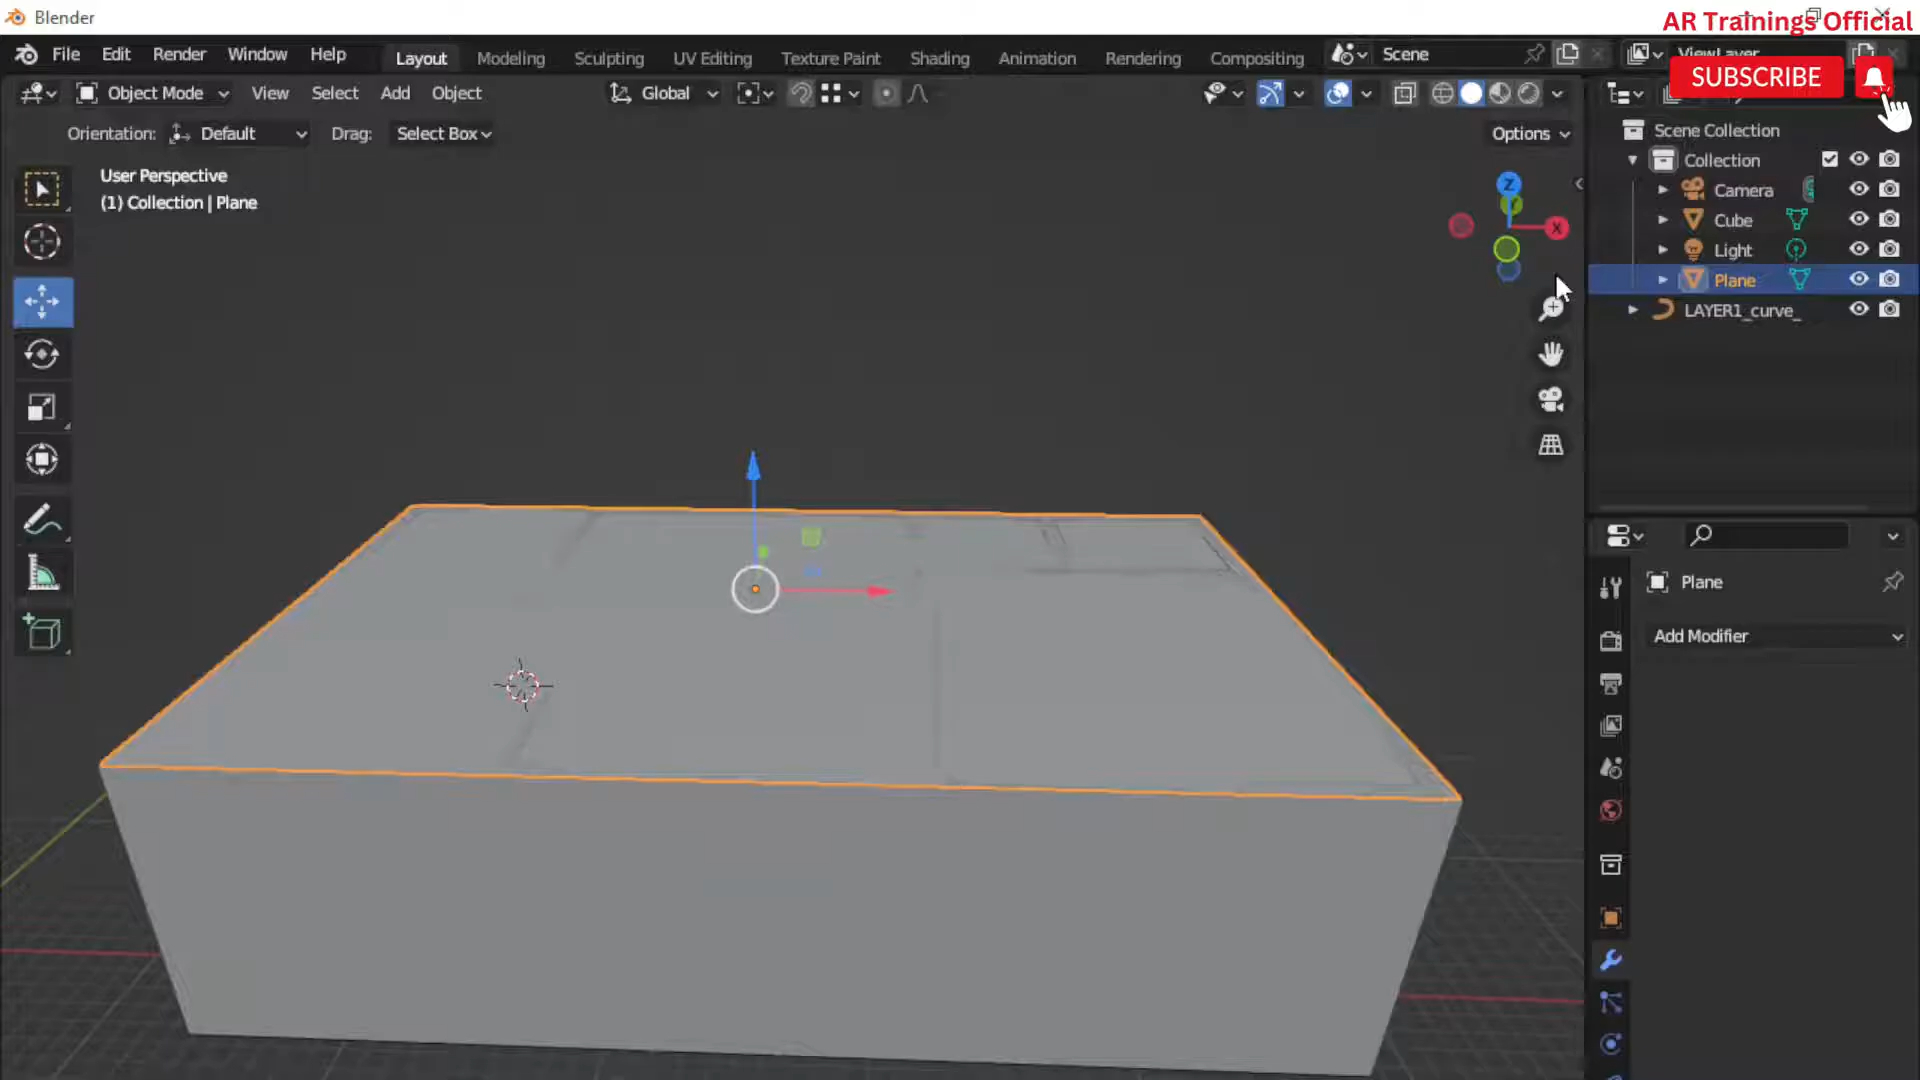 Blender
AR Trainings Official
File Edit Render Window Help Layout Modeling Sculpting UV Editing Texture Paint Shading Animation Rendering Compositing Scene ViewLayer
SUBSCRIBE
Object Mode View Select Add Object Global
Orientation: Default Drag: Select Box Options
User Perspective
(1) Collection | Plane
Z
Y
X
Scene Collection
Collection
Camera
Cube
Light
Plane
LAYER1_curve_
Plane
Add Modifier